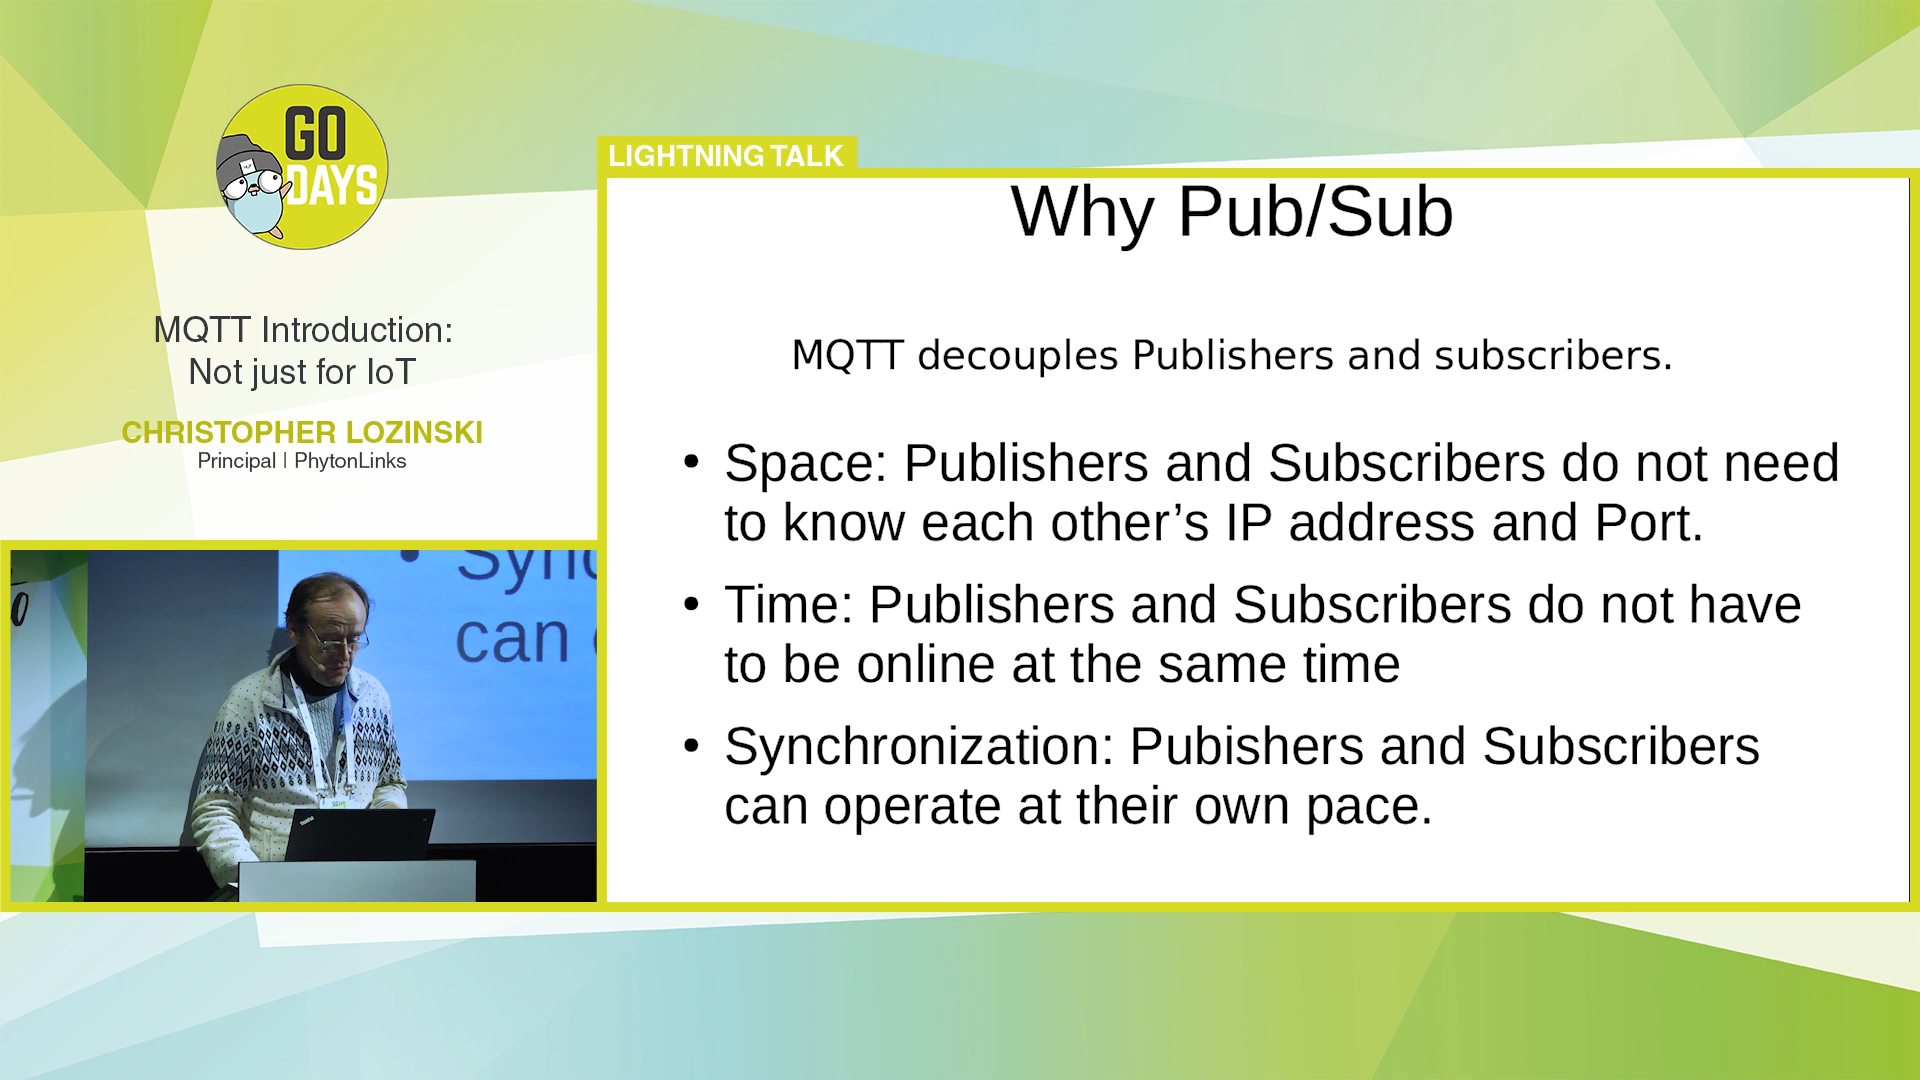 GO
DAYS
MQTT Introduction:
Not just for IoT
CHRISTOPHER LOZINSKI
Principal | PhytonLinks
LIGHTNING TALK
Why Pub/Sub
MQTT decouples Publishers and subscribers.
• Space: Publishers and Subscribers do not need
to know each other’s IP address and Port.
• Time: Publishers and Subscribers do not have
to be online at the same time
• Synchronization: Pubishers and Subscribers
can operate at their own pace.
can
ThinkPad